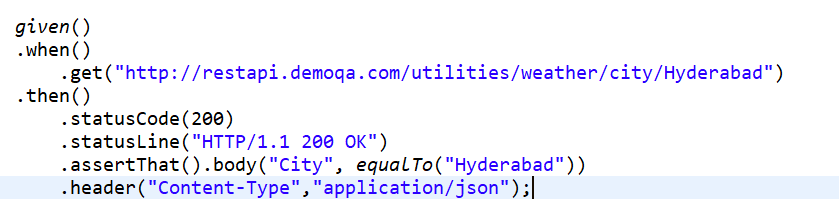 given()
.when()
    .get("http://restapi.demoqa.com/utilities/weather/city/Hyderabad")
.then()
    .statusCode(200)
    .statusLine("HTTP/1.1 200 OK")
    .assertThat().body("City", equalTo("Hyderabad"))
    .header("Content-Type","application/json");